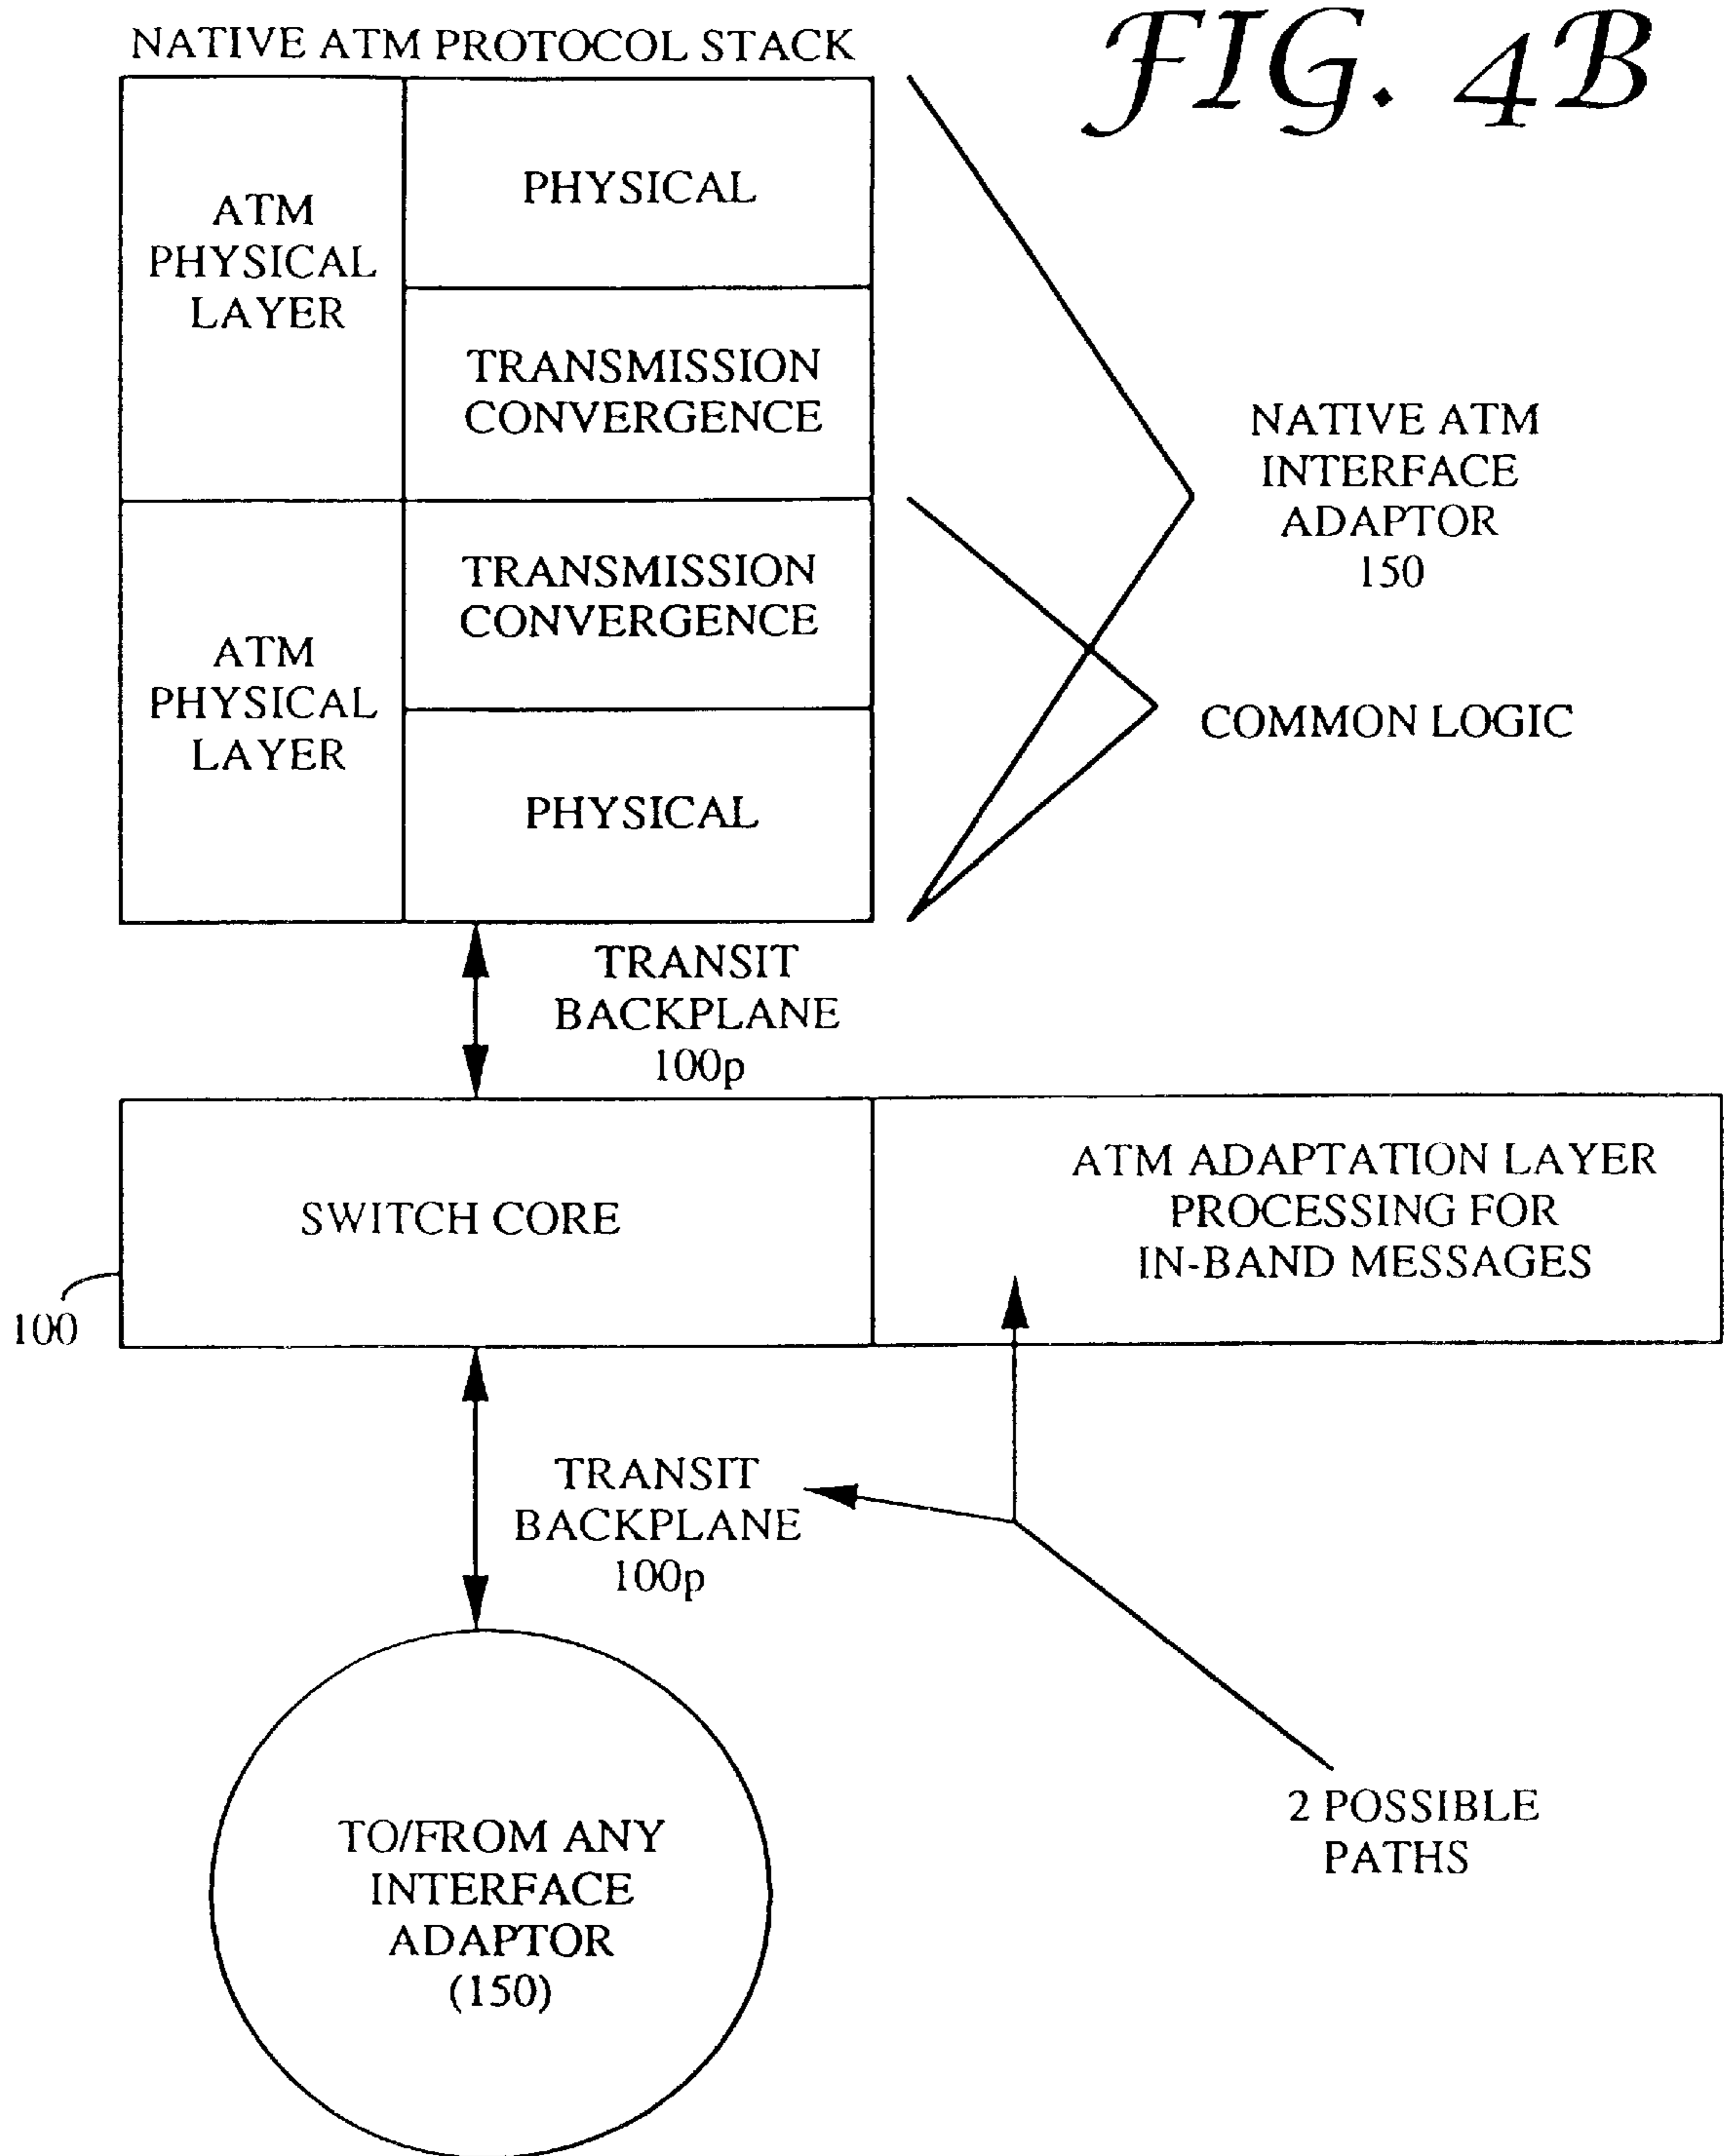 FIG. 4B
NATIVE ATM PROTOCOL STACK
ATM
PHYSICAL
LAYER
PHYSICAL
TRANSMISSION
CONVERGENCE
ATM
PHYSICAL
LAYER
TRANSMISSION
CONVERGENCE
PHYSICAL
NATIVE ATM
INTERFACE
ADAPTOR
150
COMMON LOGIC
TRANSIT
BACKPLANE
100p
SWITCH CORE
ATM ADAPTATION LAYER
PROCESSING FOR
IN-BAND MESSAGES
100
TRANSIT
BACKPLANE
100p
2 POSSIBLE
PATHS
TO/FROM ANY
INTERFACE
ADAPTOR
(150)